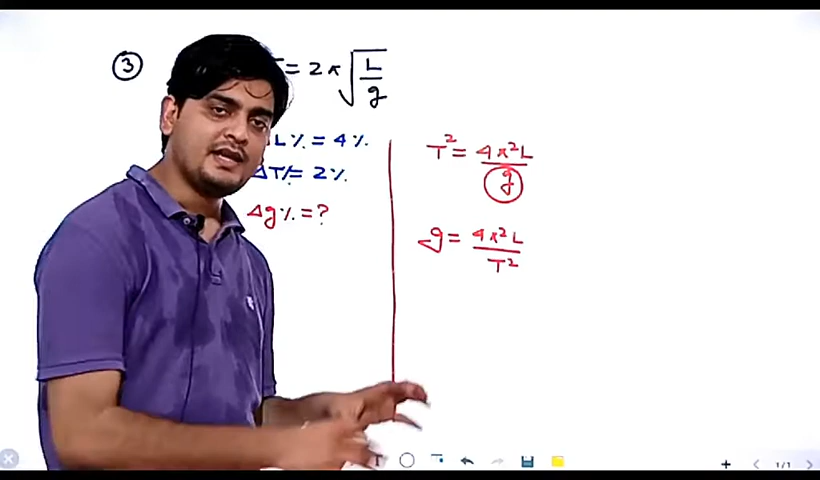 ③ = 2π√(L/g)
L% = 4%.
ΔT% = 2%.
Δg% = ?
T² = 4π²L/g
g = 4π²L/T²
1/1